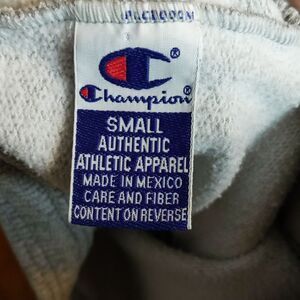 Champion®
SMALL
AUTHENTIC
ATHLETIC APPAREL
MADE IN MEXICO
CARE AND FIBER
CONTENT ON REVERSE